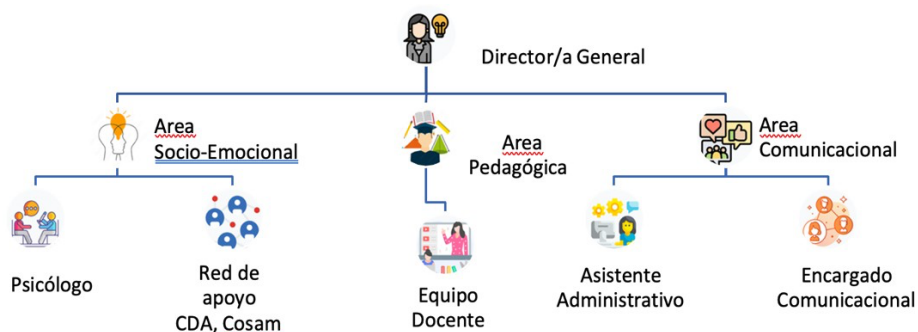 Director/a General
Area
Socio-Emocional
Area
Pedagógica
Area
Comunicacional
Psicólogo
Red de
apoyo
CDA, Cosam
Equipo
Docente
Asistente
Administrativo
Encargado
Comunicacional